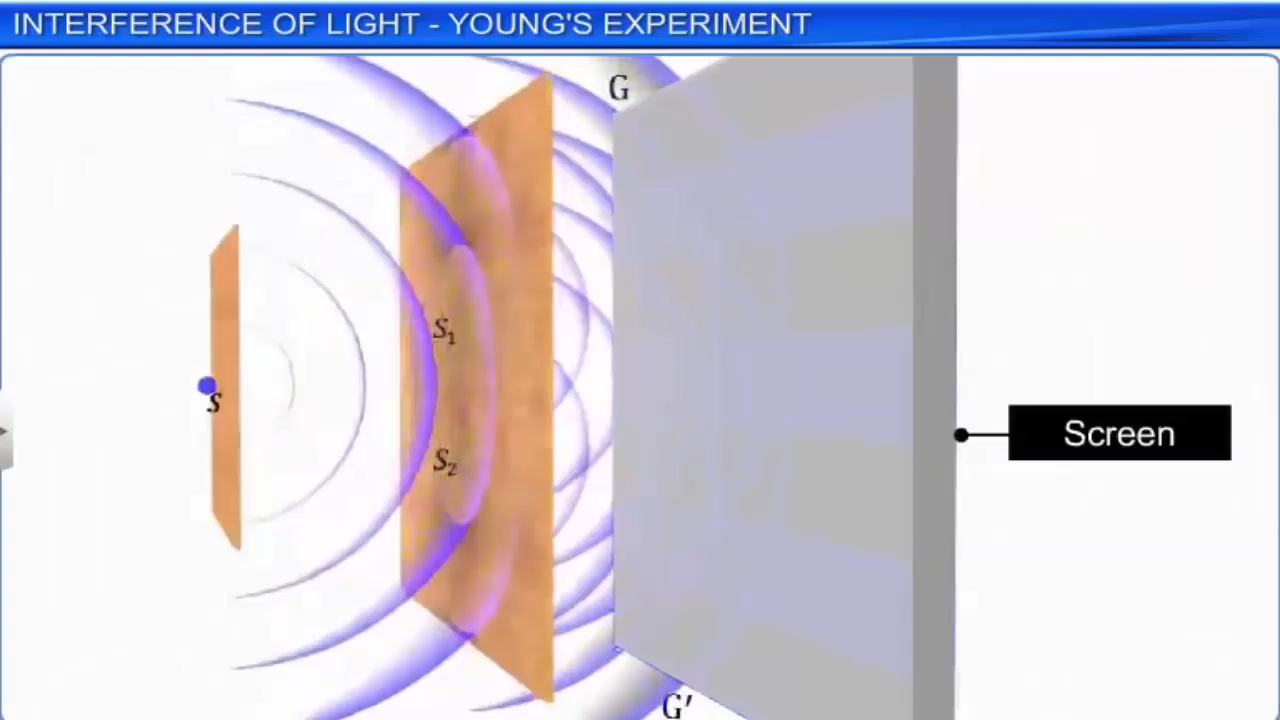 INTERFERENCE OF LIGHT - YOUNG'S EXPERIMENT
G
S₁
S
Screen
S₂
G′